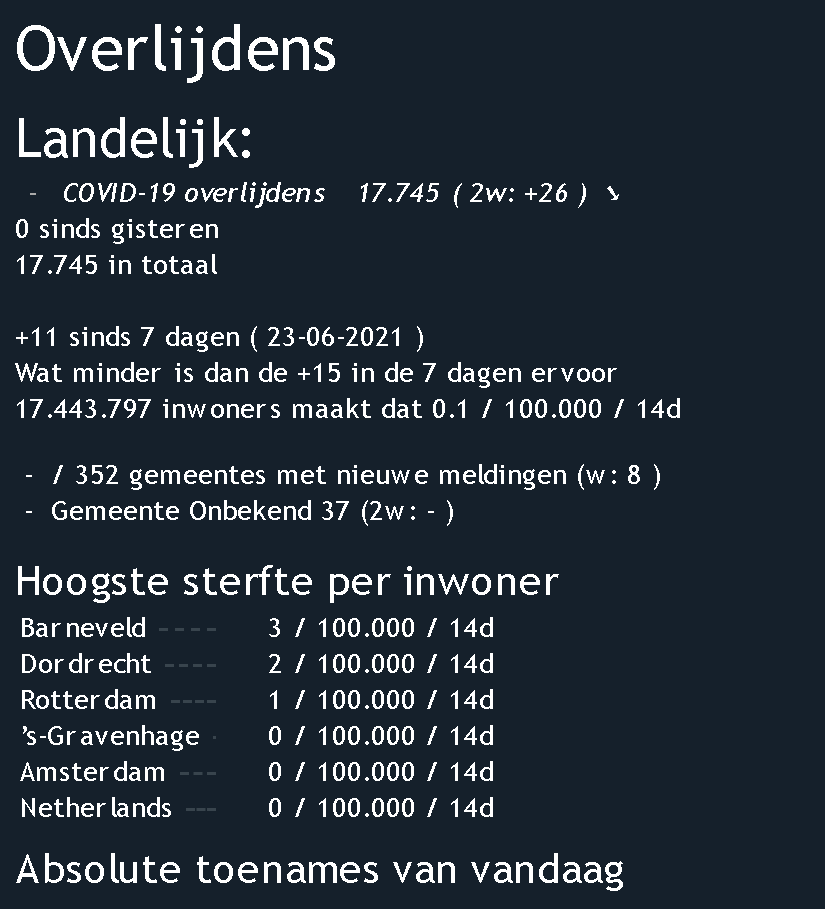 Overlijdens
Landelijk:
- COVID-19 overlijdens 17.745 ( 2w: +26 ) ↘
0 sinds gisteren
17.745 in totaal
+11 sinds 7 dagen ( 23-06-2021 )
Wat minder is dan de +15 in de 7 dagen ervoor
17.443.797 inwoners maakt dat 0.1 / 100.000 / 14d
- / 352 gemeentes met nieuwe meldingen (w: 8 )
- Gemeente Onbekend 37 (2w: - )
Hoogste sterfte per inwoner
Barneveld ---- 3 / 100.000 / 14d
Dordrecht ---- 2 / 100.000 / 14d
Rotterdam ---- 1 / 100.000 / 14d
’s-Gravenhage · 0 / 100.000 / 14d
Amsterdam --- 0 / 100.000 / 14d
Netherlands --- 0 / 100.000 / 14d
Absolute toenames van vandaag